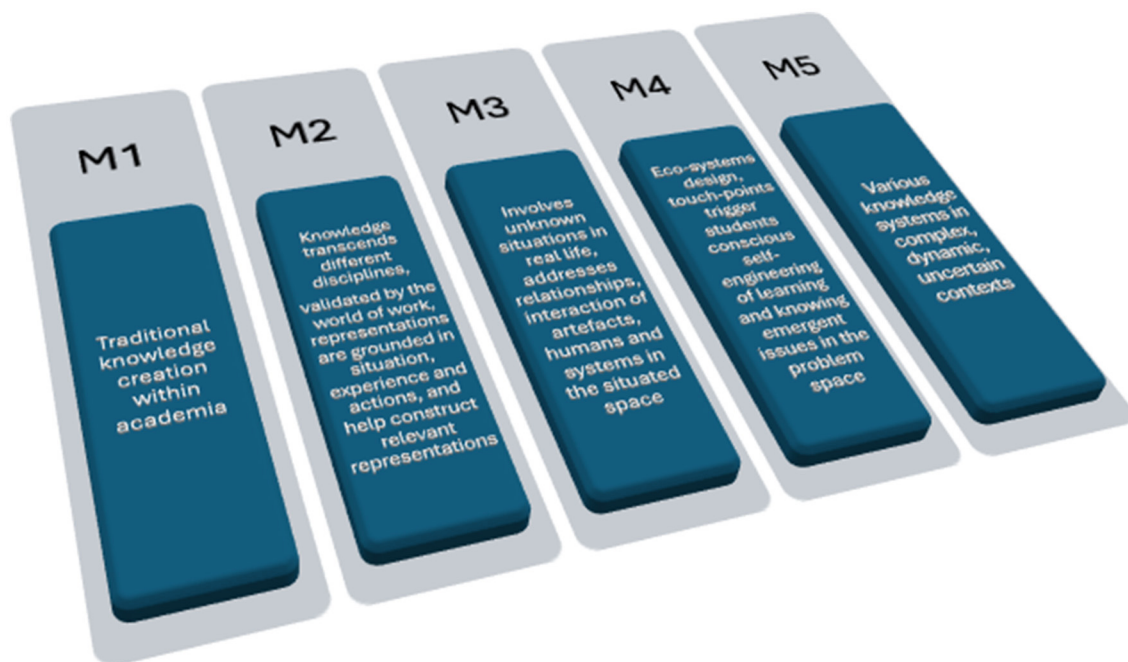 M1
Traditional
knowledge
creation
within
academia
M2
Knowledge
transcends
different
disciplines,
validated by the
world of work,
representations
are grounded in
situation,
experience and
actions, and
help construct
relevant
representations
M3
Involves
unknown
situations in
real life,
addresses
relationships,
interaction of
artefacts,
humans and
systems in
the situated
space
M4
Eco-systems
design,
touch-points
trigger
students
conscious
self-
engineering
of learning
and knowing
emergent
issues in the
problem
space
M5
Various
knowledge
systems in
complex,
dynamic,
uncertain
contexts